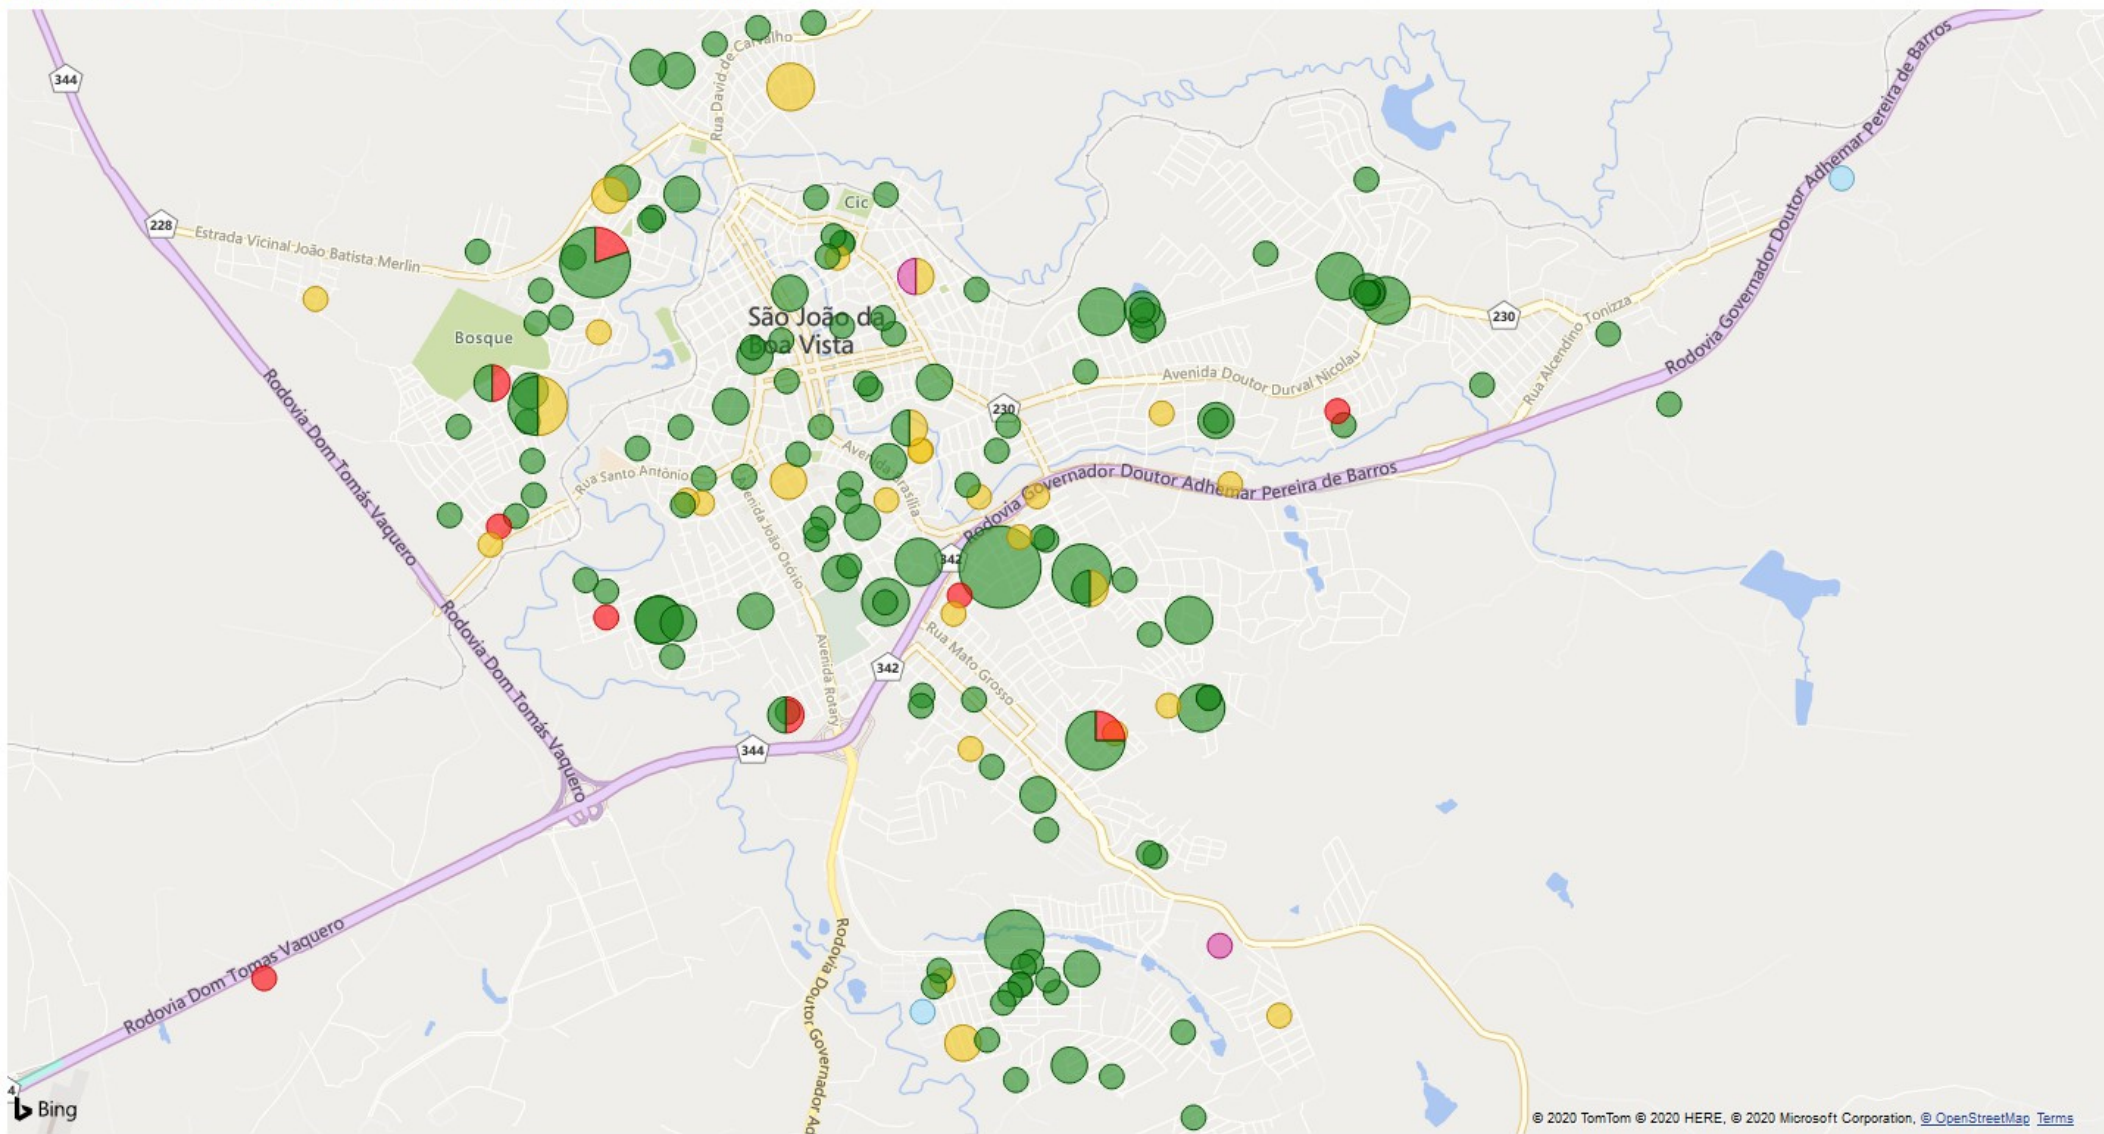 Rua David de Carvalho
344
Rodovia Governador Doutor Adhemar Pereira de Barros
228
Estrada Vicinal João Batista Merlin
Cic
Bosque
São João da
Boa Vista
230
Rua Alcendino Tonizza
Avenida Doutor Durval Nicolau
230
Rodovia Dom Tomás Vaquero
Rua Santo Antônio
Avenida Brasília
Avenida João Osório
Rodovia Governador Doutor Adhemar Pereira de Barros
342
Rodovia Dom Tomás Vaquero
Rua Mato Grosso
Avenida Rotary
342
344
Rodovia Dom Tomas Vaquero
Rodovia Doutor Governador
4
Bing
© 2020 TomTom © 2020 HERE, © 2020 Microsoft Corporation, © OpenStreetMap Terms